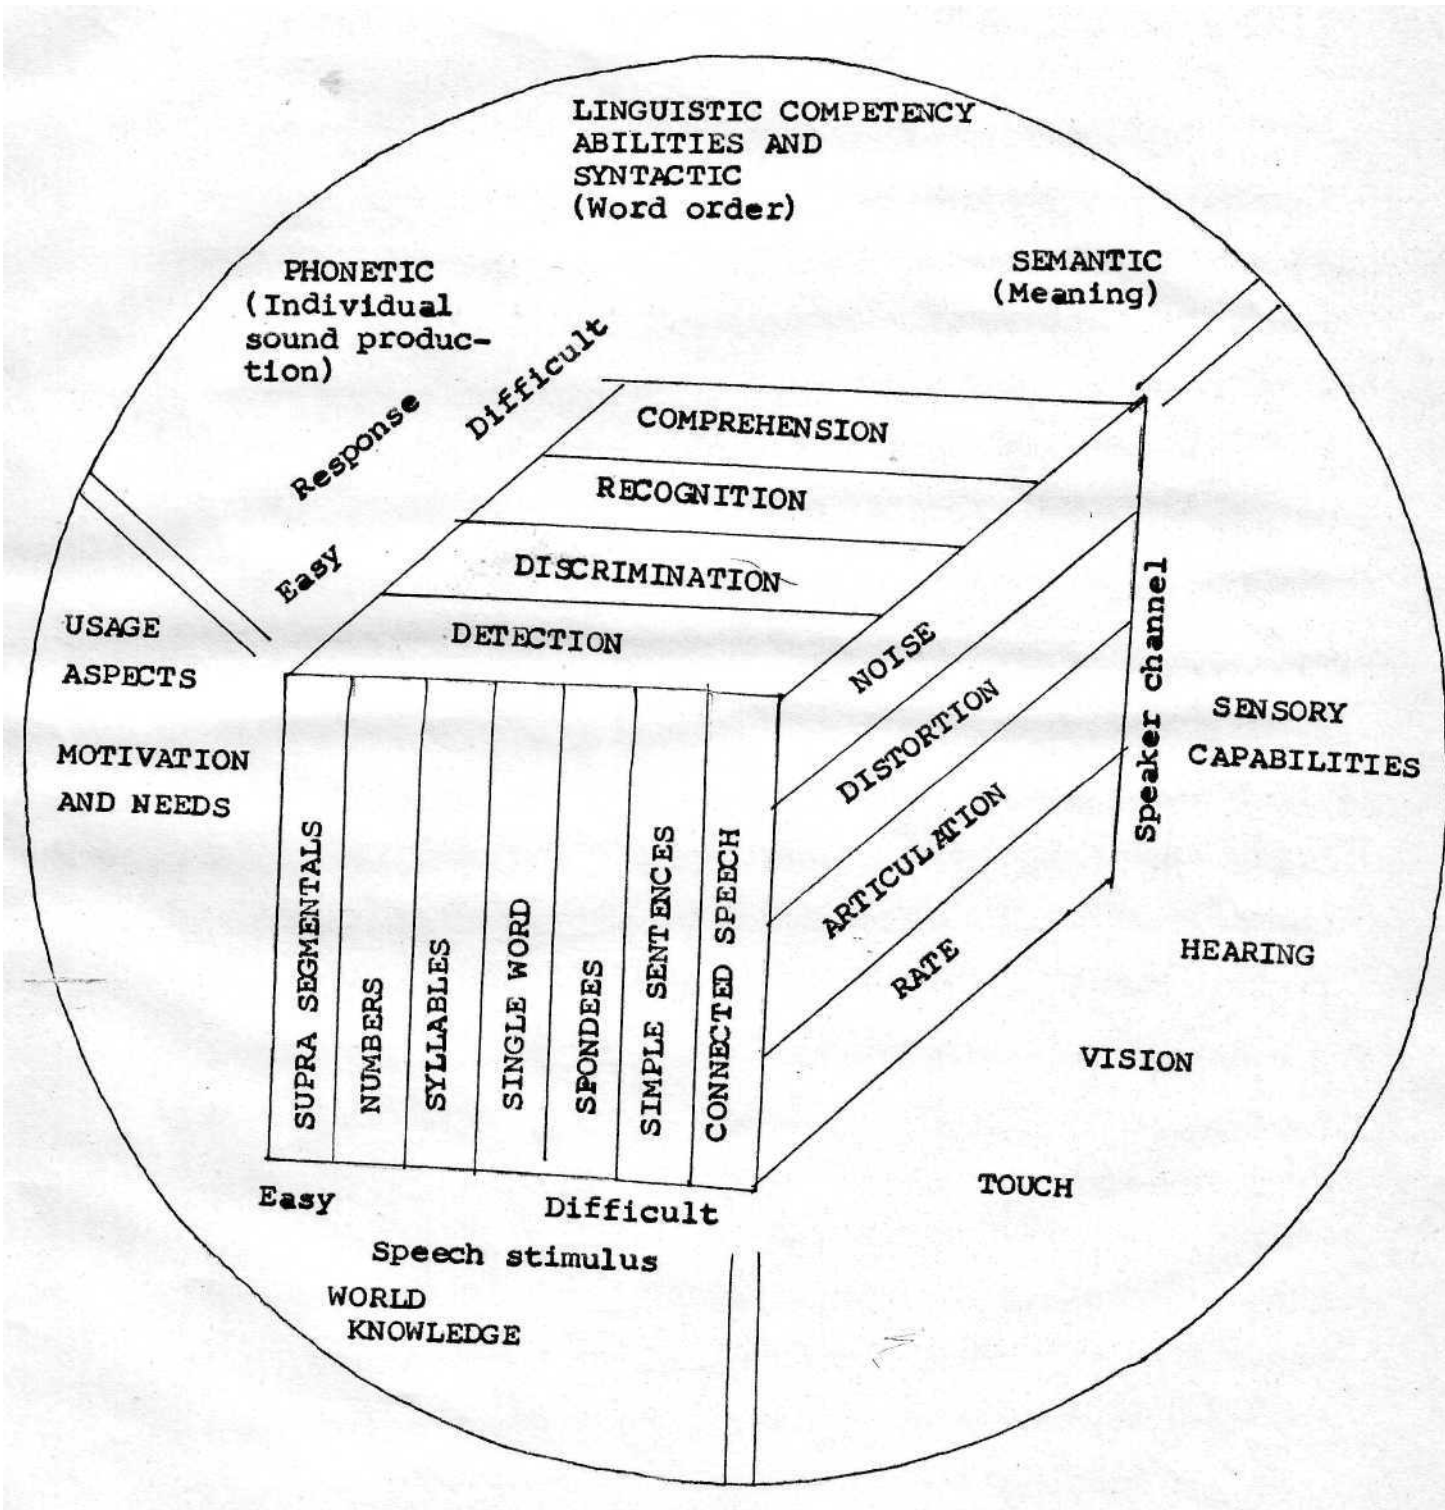 LINGUISTIC COMPETENCY
ABILITIES AND
SYNTACTIC
(Word order)
PHONETIC
(Individual
sound produc-
tion)
SEMANTIC
(Meaning)
Response
Easy
Difficult
COMPREHENSION
RECOGNITION
DISCRIMINATION
DETECTION
USAGE
ASPECTS
MOTIVATION
AND NEEDS
NOISE
DISTORTION
ARTICULATION
RATE
Speaker channel
SENSORY
CAPABILITIES
HEARING
VISION
TOUCH
SUPRA SEGMENTALS
NUMBERS
SYLLABLES
SINGLE WORD
SPONDEES
SIMPLE SENTENCES
CONNECTED SPEECH
Easy
Difficult
Speech stimulus
WORLD
KNOWLEDGE